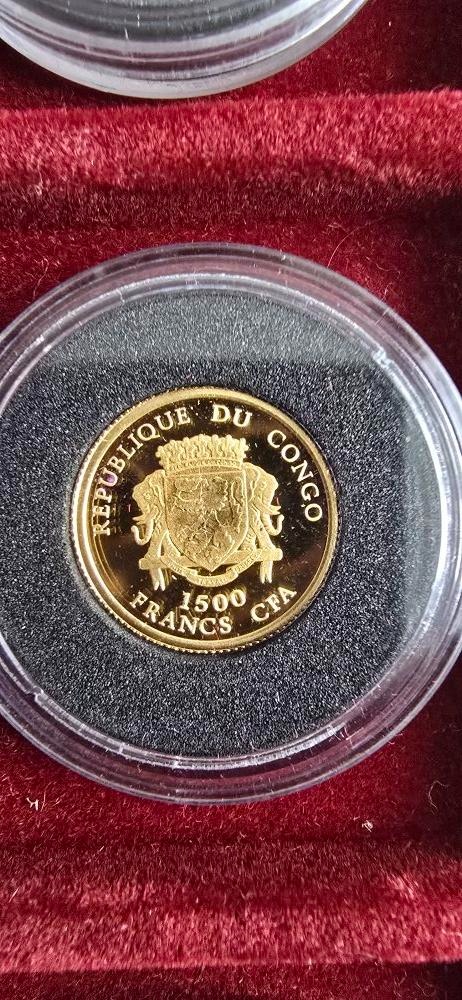 REPUBLIQUE DU CONGO
1500
FRANCS CFA